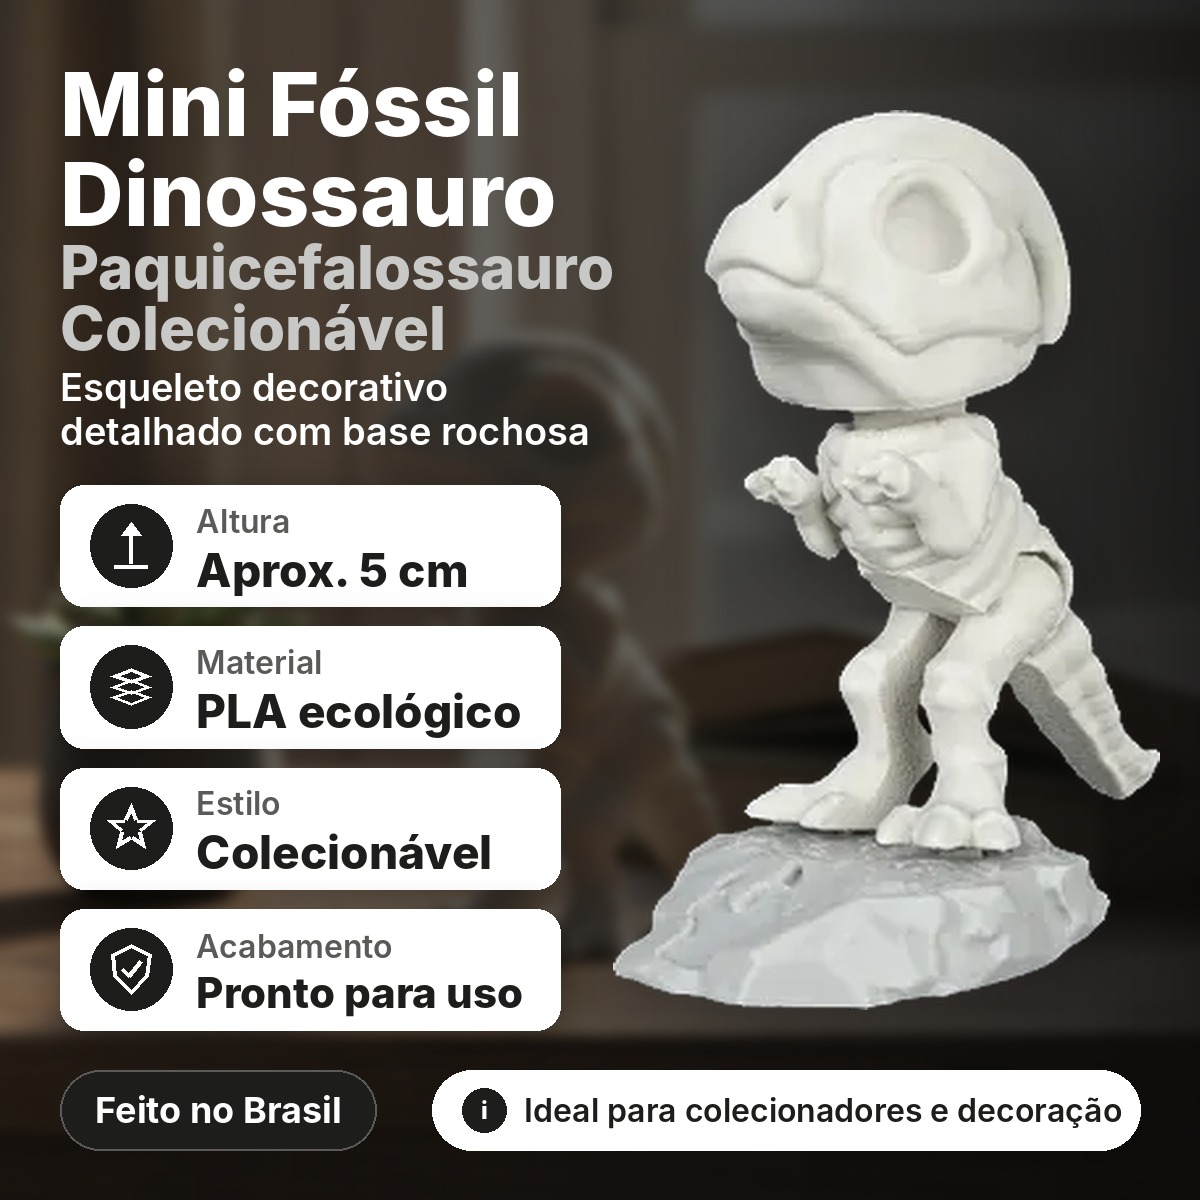 Mini Fóssil
Dinossauro
Paquicefalossauro
Colecionável
Esqueleto decorativo
detalhado com base rochosa
Altura
Aprox. 5 cm
Material
PLA ecológico
Estilo
Colecionável
Acabamento
Pronto para uso
Feito no Brasil
i Ideal para colecionadores e decoração